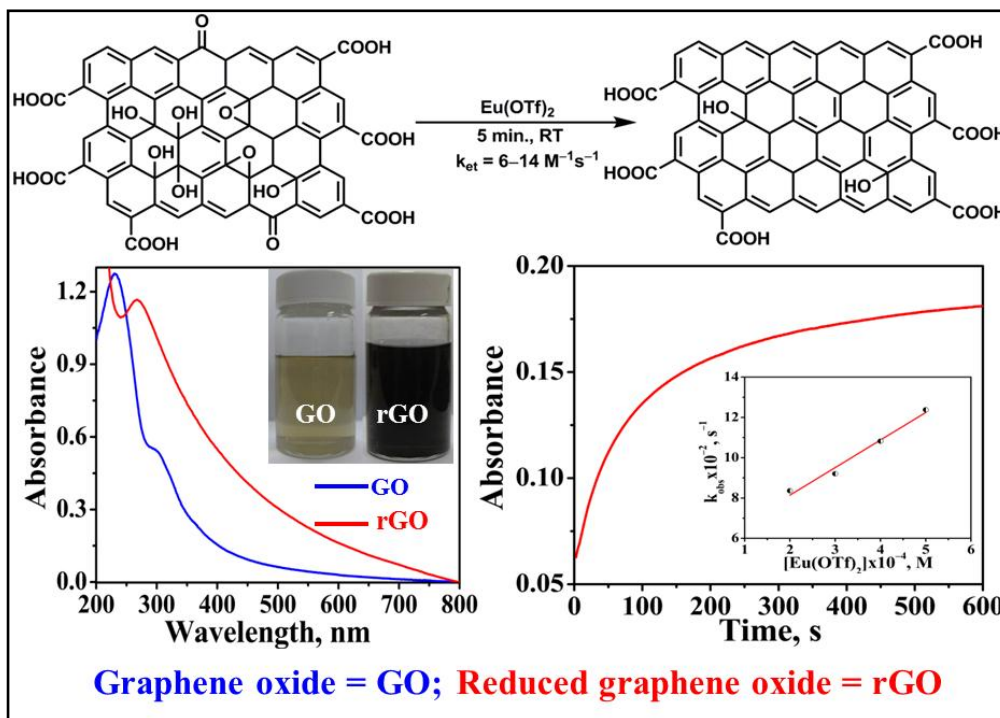 O
COOH
COOH
HOOC
HO
OH
OH
O
COOH
OH
O
HOOC
OH
OH
HO
COOH
COOH
O
Eu(OTf)₂
5 min., RT
kₑₜ = 6–14 M⁻¹s⁻¹
COOH
HOOC
HO
COOH
HOOC
HO
COOH
COOH
Absorbance
1.2
0.9
0.6
0.3
0.0
200 300 400 500 600 700 800
Wavelength, nm
GO
rGO
GO
rGO
Absorbance
0.20
0.15
0.10
0.05
0 100 200 300 400 500 600
Time, s
k_obs x10⁻², s⁻¹
14
12
10
8
6
1 2 3 4 5 6
[Eu(OTf)₂]x10⁻⁴, M
Graphene oxide = GO; Reduced graphene oxide = rGO